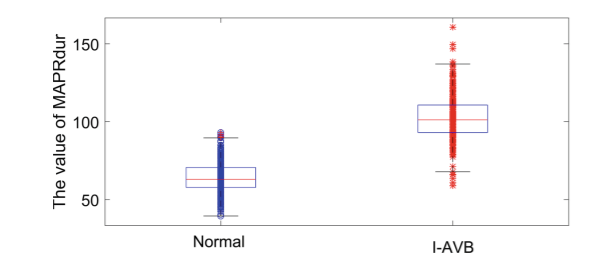 The value of MAPRdur
150
100
50
Normal
I-AVB